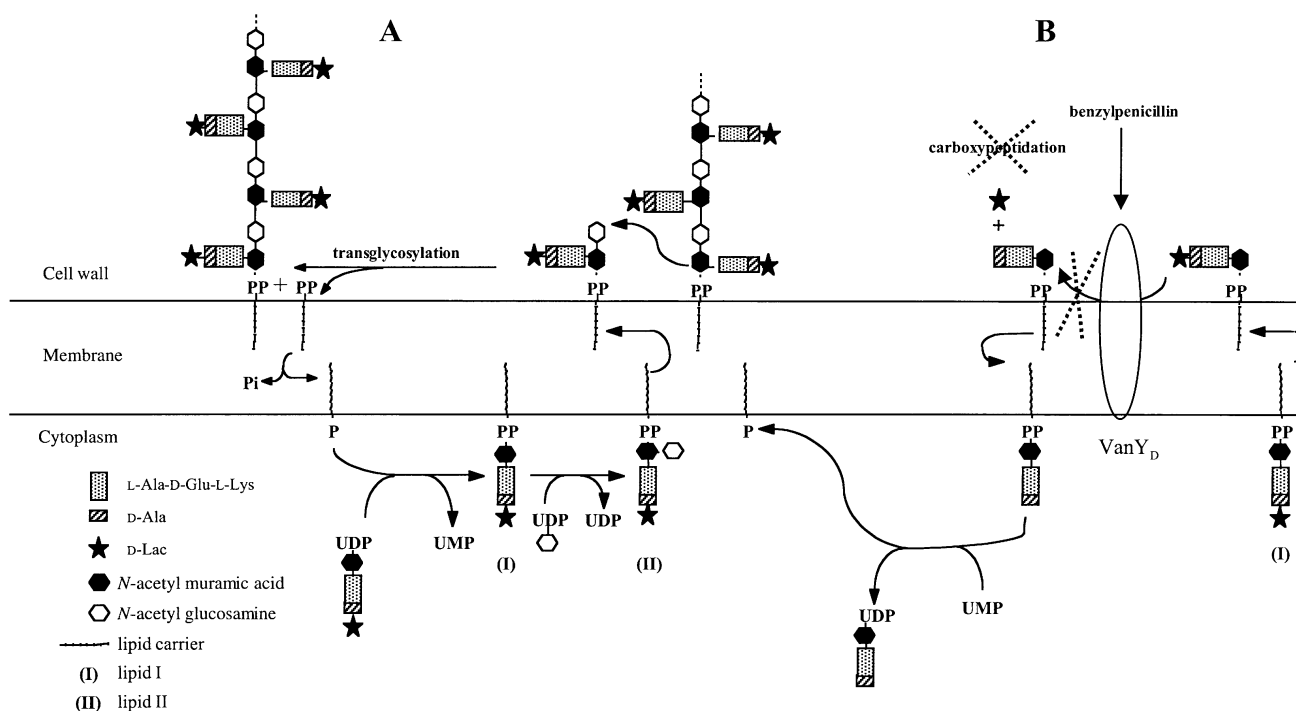 A
B
benzylpenicillin
carboxypeptidation
+
transglycosylation
Cell wall
PP + PP
PP
PP
PP
PP
Membrane
Pi
Cytoplasm
P
PP
PP
P
PP
VanYD
PP
L-Ala-D-Glu-L-Lys
D-Ala
D-Lac
N-acetyl muramic acid
N-acetyl glucosamine
lipid carrier
(I) lipid I
(II) lipid II
UDP
UMP
UDP
UDP
(I)
(II)
(I)
UDP
UMP